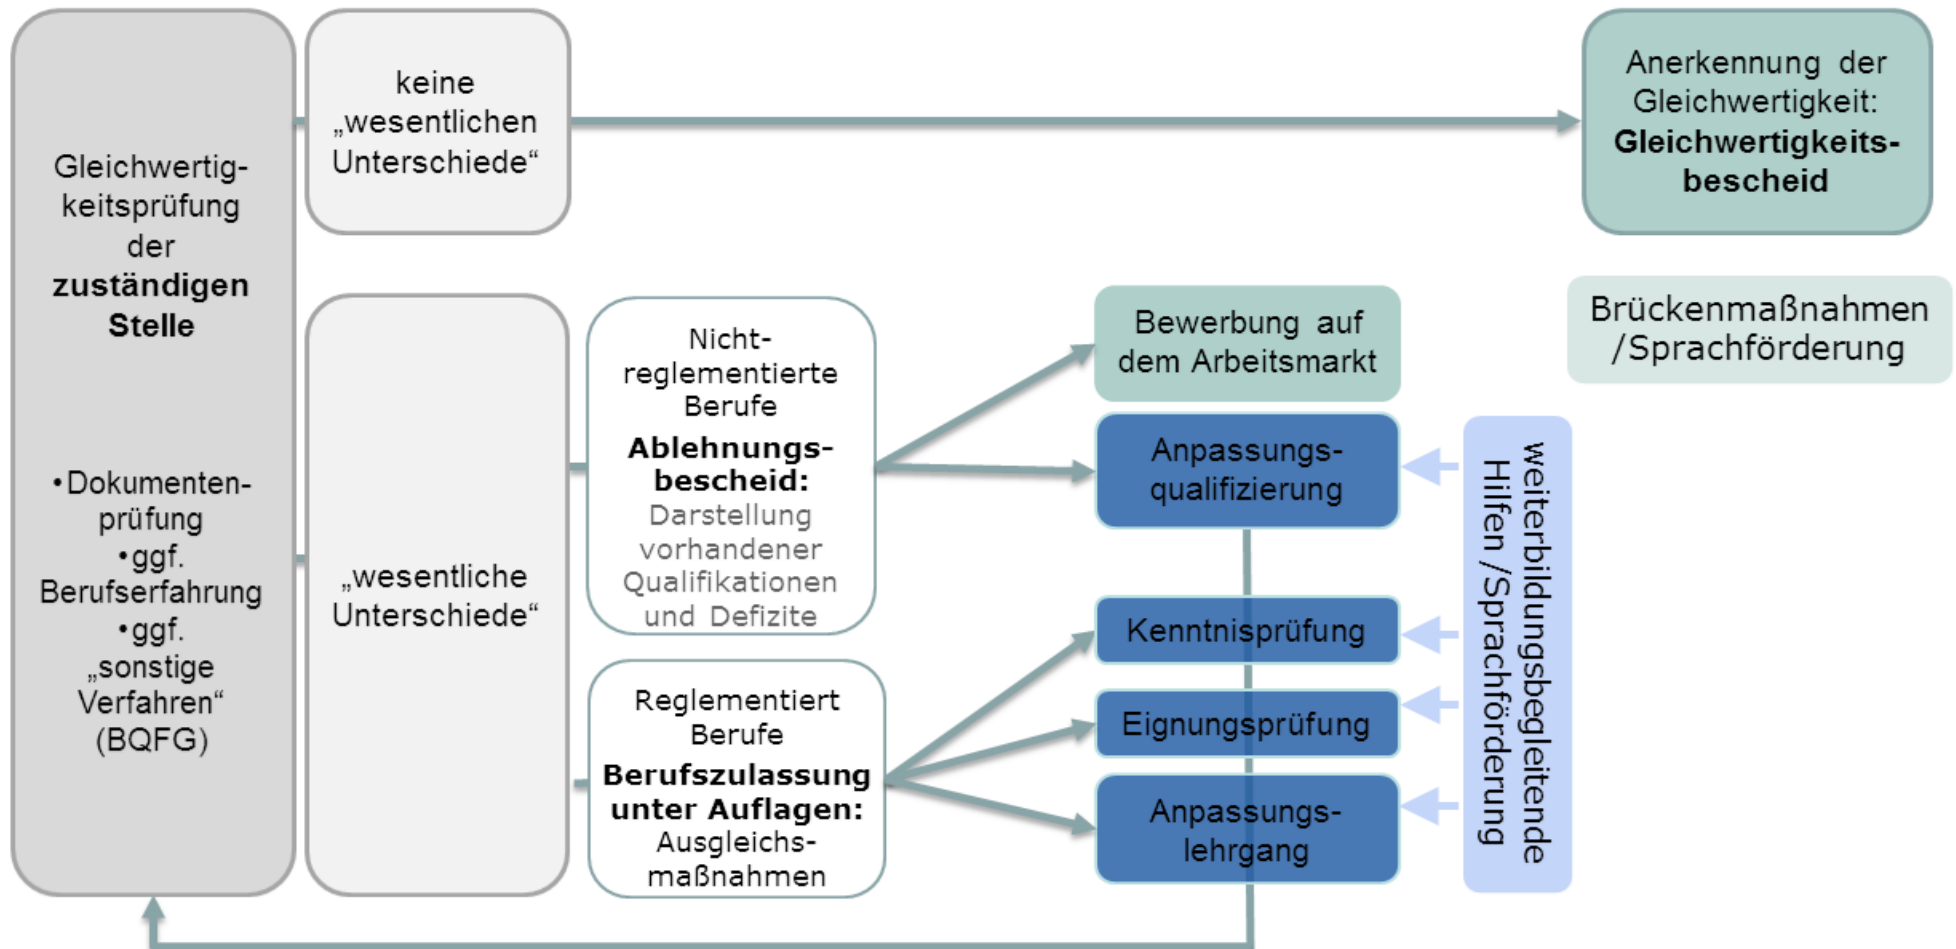 Gleichwertig-
keitsprüfung
der
zuständigen
Stelle
•Dokumenten-
prüfung
•ggf.
Berufserfahrung
•ggf.
„sonstige
Verfahren“
(BQFG)
keine
„wesentlichen
Unterschiede“
Anerkennung der
Gleichwertigkeit:
Gleichwertigkeits-
bescheid
„wesentliche
Unterschiede“
Nicht-
reglementierte
Berufe
Ablehnungs-
bescheid:
Darstellung
vorhandener
Qualifikationen
und Defizite
Reglementiert
Berufe
Berufszulassung
unter Auflagen:
Ausgleichs-
maßnahmen
Bewerbung auf
dem Arbeitsmarkt
Anpassungs-
qualifizierung
Kenntnisprüfung
Eignungsprüfung
Anpassungs-
lehrgang
Brückenmaßnahmen
/Sprachförderung
weiterbildungsbegleitende
Hilfen /Sprachförderung